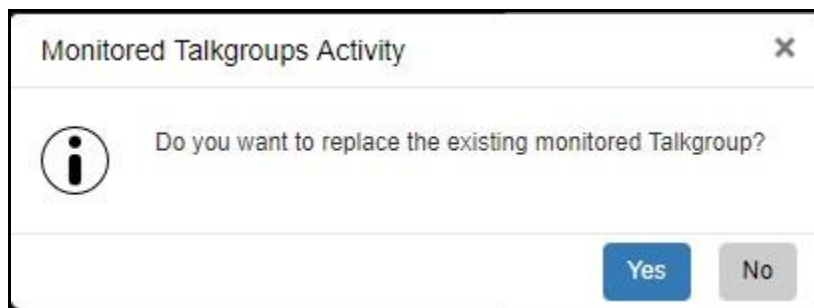 Monitored Talkgroups Activity ×
Do you want to replace the existing monitored Talkgroup?
Yes No